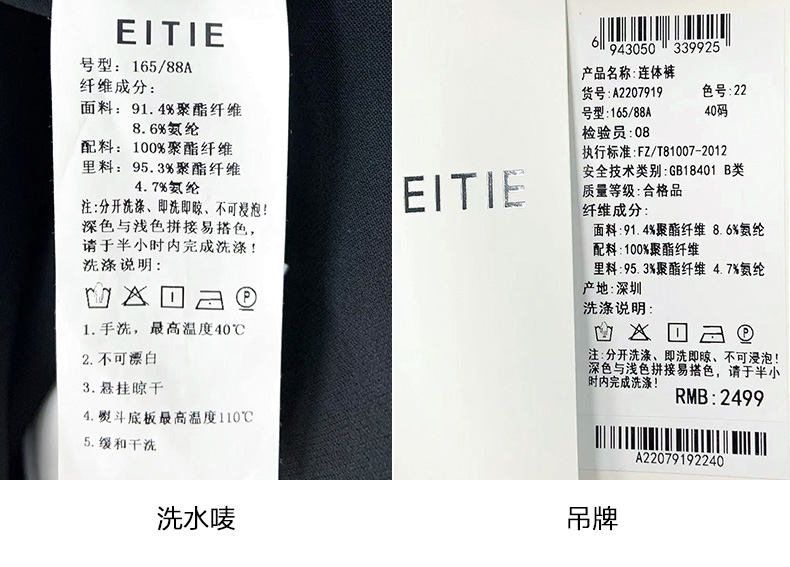 EITIE
号型: 165/88A
纤维成分:
面料: 91.4%聚酯纤维
8.6%氨纶
配料: 100%聚酯纤维
里料: 95.3%聚酯纤维
4.7%氨纶
注:分开洗涤、即洗即晾、不可浸泡!
深色与浅色拼接易搭色,
请于半小时内完成洗涤!
洗涤说明:
P
1.手洗，最高温度40℃
2.不可漂白
3.悬挂晾干
4.熨斗底板最高温度110℃
5.缓和干洗
洗水唛
EITIE
6 943050 339925
产品名称:连体裤
货号:A2207919 色号:22
号型:165/88A 40码
检验员:08
执行标准:FZ/T81007-2012
安全技术类别:GB18401 B类
质量等级:合格品
纤维成分:
面料:91.4%聚酯纤维 8.6%氨纶
配料:100%聚酯纤维
里料:95.3%聚酯纤维 4.7%氨纶
产地:深圳
洗涤说明:
P
注:分开洗涤、即洗即晾、不可浸泡!
深色与浅色拼接易搭色，请于半小
时内完成洗涤!
RMB:2499
A22079192240
吊牌